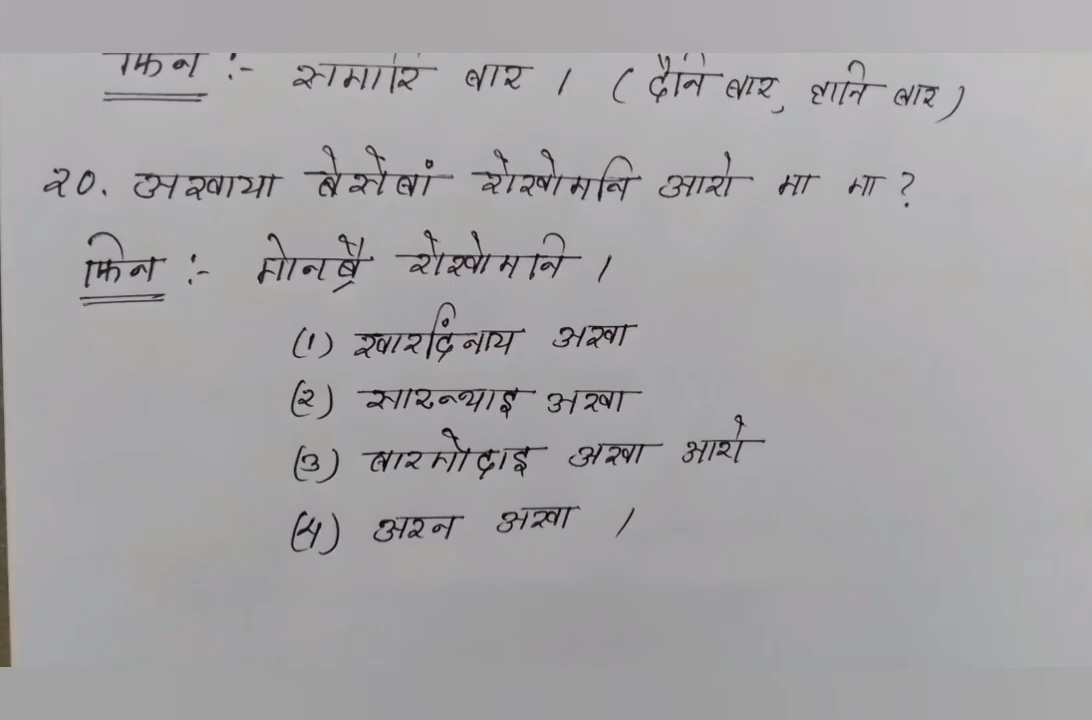 फिन :- समारि बार । (दैनि बार, हानि बार)
२०. अखाया बेसेबां रोखोमनि आरो मा मा ?
फिन :- मोनब्रै रोखोमनि ।
(१) खारदिंनाय अखा
(२) सारन्थाइ अखा
(३) बारमोदाइ अखा आरो
(४) अरन अखा ।